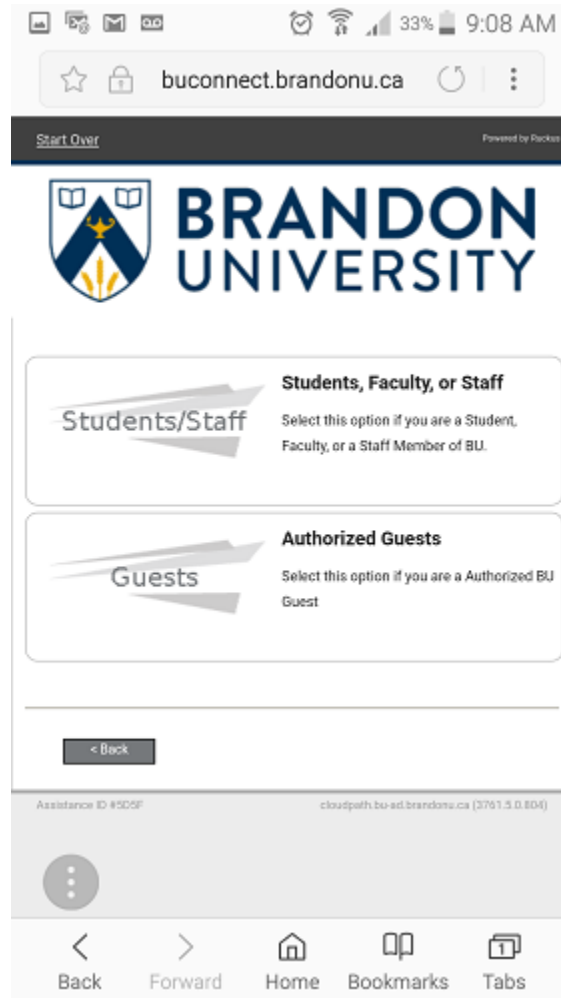 33% 9:08 AM
buconnect.brandonu.ca
Start Over
Powered by Ruckus
BRANDON
UNIVERSITY
Students/Staff
Students, Faculty, or Staff
Select this option if you are a Student,
Faculty, or a Staff Member of BU.
Guests
Authorized Guests
Select this option if you are a Authorized BU
Guest
< Back
Assistance ID #5D5F
cloudpath.bu-ad.brandonu.ca (3761.5.0.804)
1
Back Forward Home Bookmarks Tabs